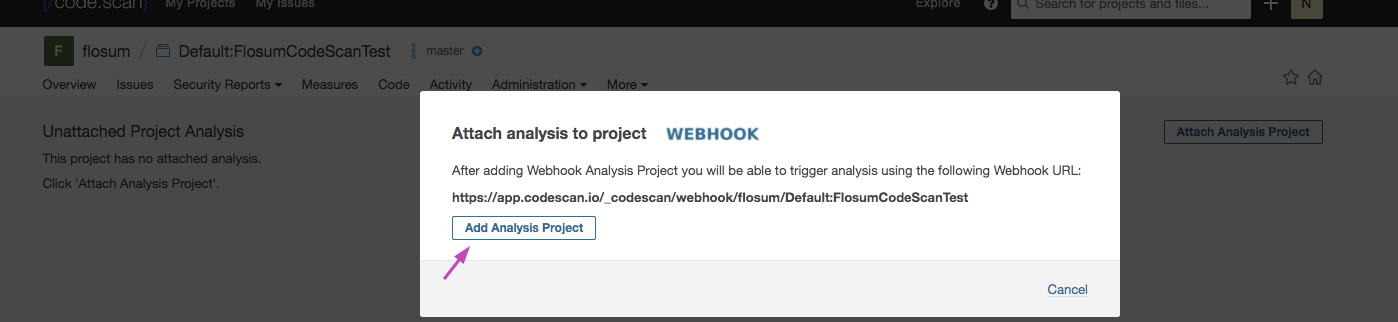 {/code.scan} My Projects My Issues Explore ? Search for projects and files... + N
F flosum / Default:FlosumCodeScanTest master
Overview Issues Security Reports Measures Code Activity Administration More
Unattached Project Analysis
This project has no attached analysis.
Click 'Attach Analysis Project'.
Attach Analysis Project
Attach analysis to project WEBHOOK
After adding Webhook Analysis Project you will be able to trigger analysis using the following Webhook URL:
https://app.codescan.io/_codescan/webhook/flosum/Default:FlosumCodeScanTest
Add Analysis Project
Cancel